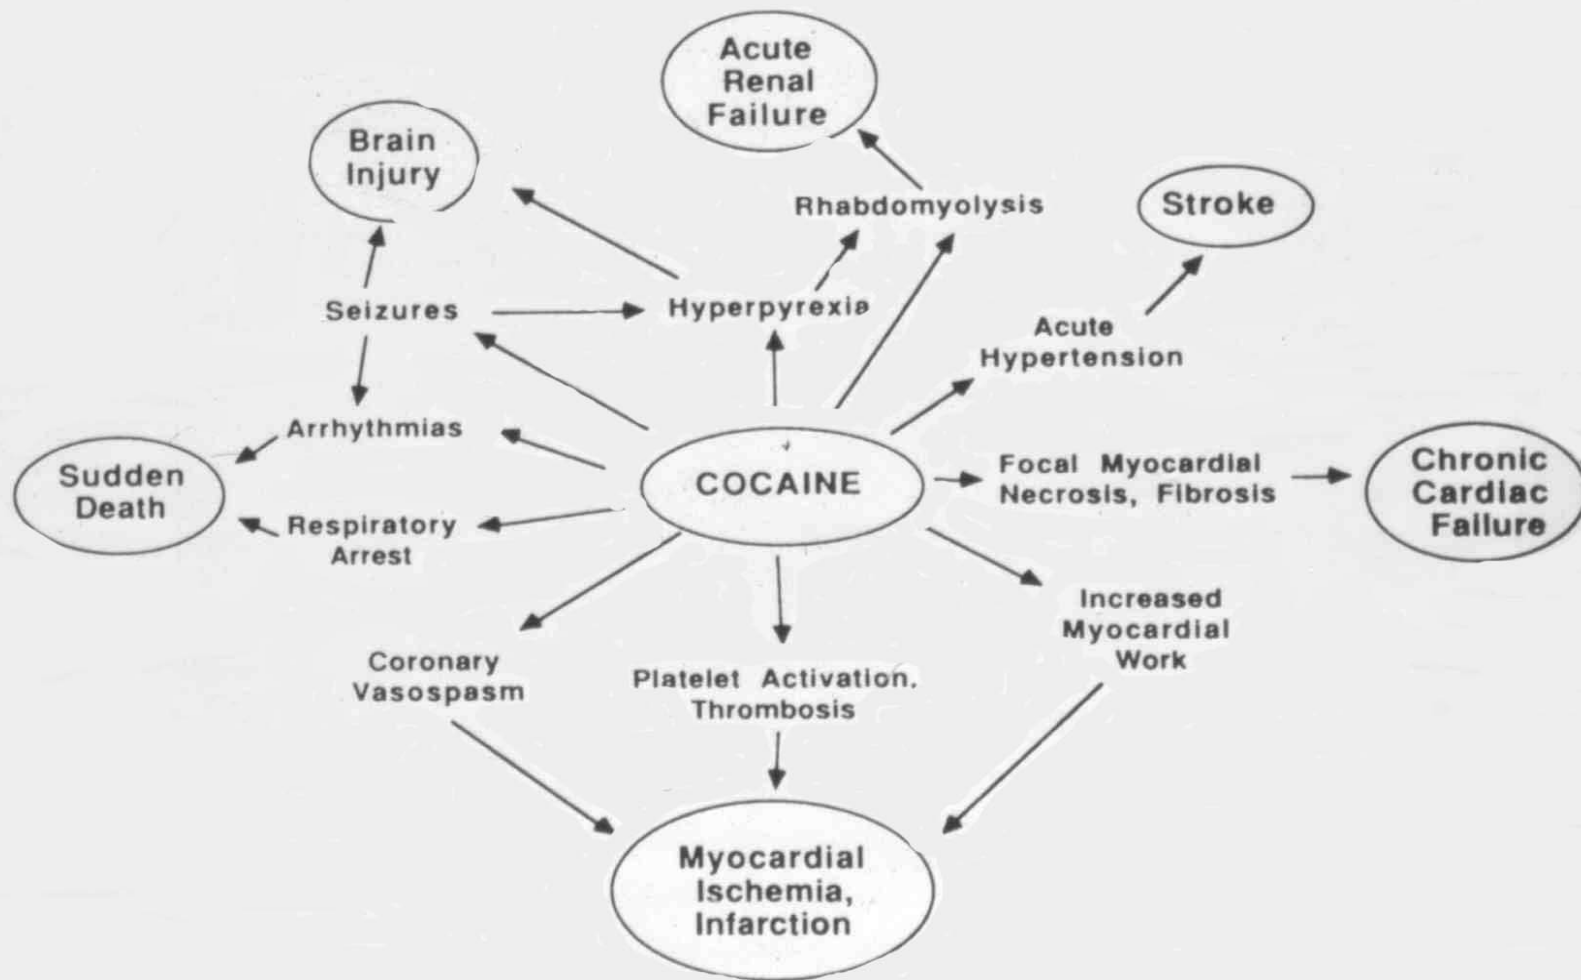 Acute
Renal
Failure
Brain
Injury
Rhabdomyolysis
Stroke
Seizures
Hyperpyrexia
Acute
Hypertension
Arrhythmias
Sudden
Death
COCAINE
Focal Myocardial
Necrosis, Fibrosis
Chronic
Cardiac
Failure
Respiratory
Arrest
Increased
Myocardial
Work
Coronary
Vasospasm
Platelet Activation.
Thrombosis
Myocardial
Ischemia,
Infarction